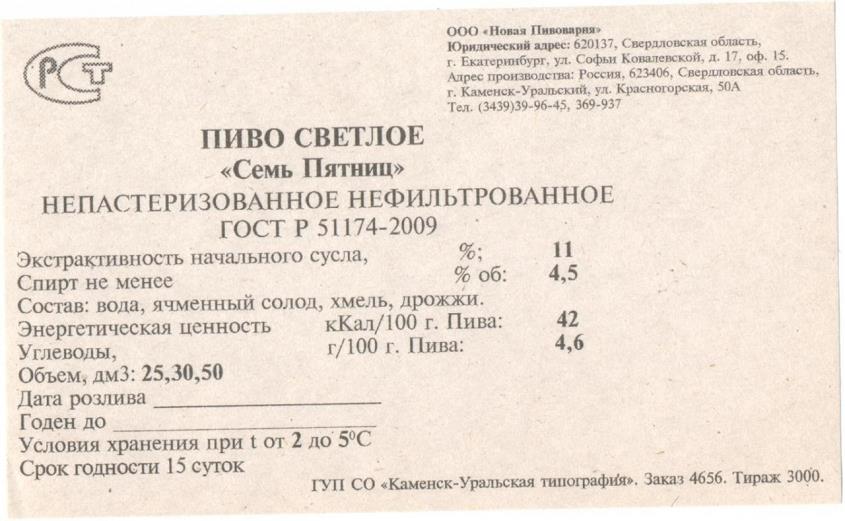 ООО «Новая Пивоварня»
Юридический адрес: 620137, Свердловская область,
г. Екатеринбург, ул. Софьи Ковалевской, д. 17, оф. 15.
Адрес производства: Россия, 623406, Свердловская область,
г. Каменск-Уральский, ул. Красногорская, 50А
Тел. (3439)39-96-45, 369-937
РСТ
ПИВО СВЕТЛОЕ
«Семь Пятниц»
НЕПАСТЕРИЗОВАННОЕ НЕФИЛЬТРОВАННОЕ
ГОСТ Р 51174-2009
Экстрактивность начального сусла, %; 11
Спирт не менее % об: 4,5
Состав: вода, ячменный солод, хмель, дрожжи.
Энергетическая ценность кКал/100 г. Пива: 42
Углеводы, г/100 г. Пива: 4,6
Объем, дм3: 25,30,50
Дата розлива
Годен до
Условия хранения при t от 2 до 5⁰С
Срок годности 15 суток
ГУП СО «Каменск-Уральская типография». Заказ 4656. Тираж 3000.